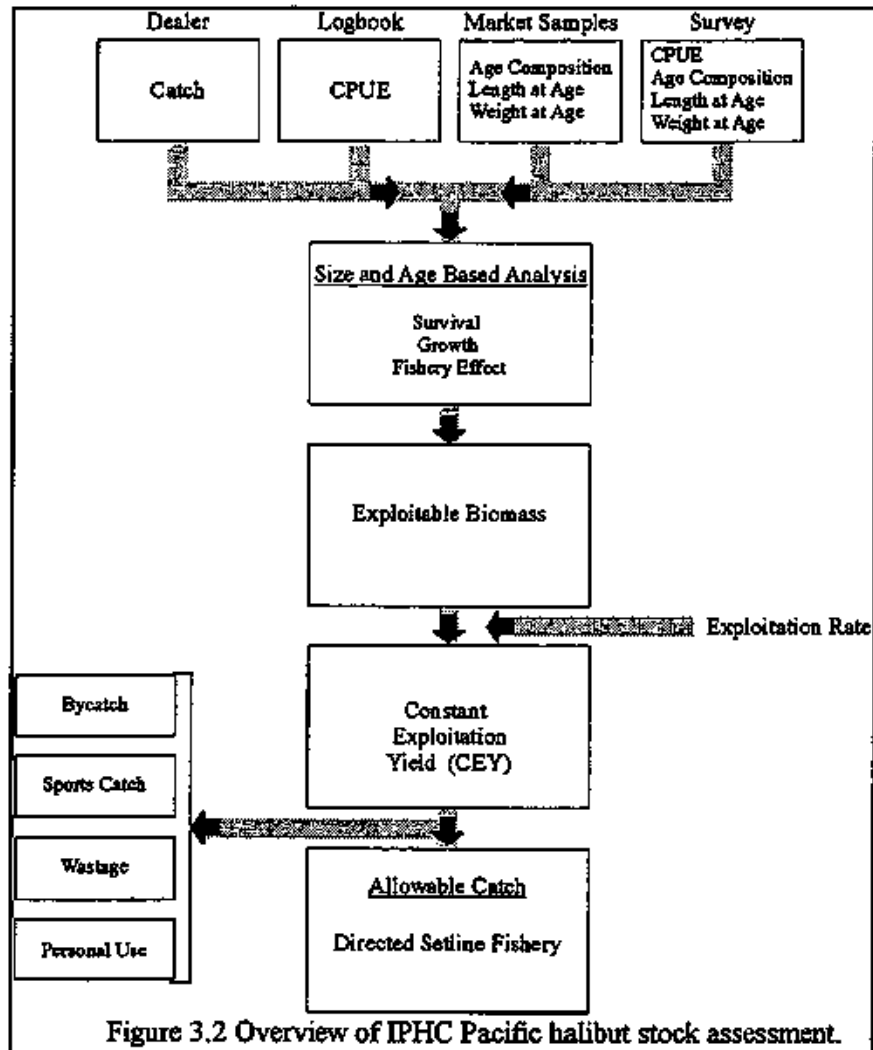 Dealer Logbook Market Samples Survey
Catch
CPUE
Age Composition
Length at Age
Weight at Age
CPUE
Age Composition
Length at Age
Weight at Age
Size and Age Based Analysis
Survival
Growth
Fishery Effect
Exploitable Biomass
Exploitation Rate
Constant
Exploitation
Yield (CEY)
Bycatch
Sports Catch
Wastage
Personal Use
Allowable Catch
Directed Setline Fishery
Figure 3.2 Overview of IPHC Pacific halibut stock assessment.